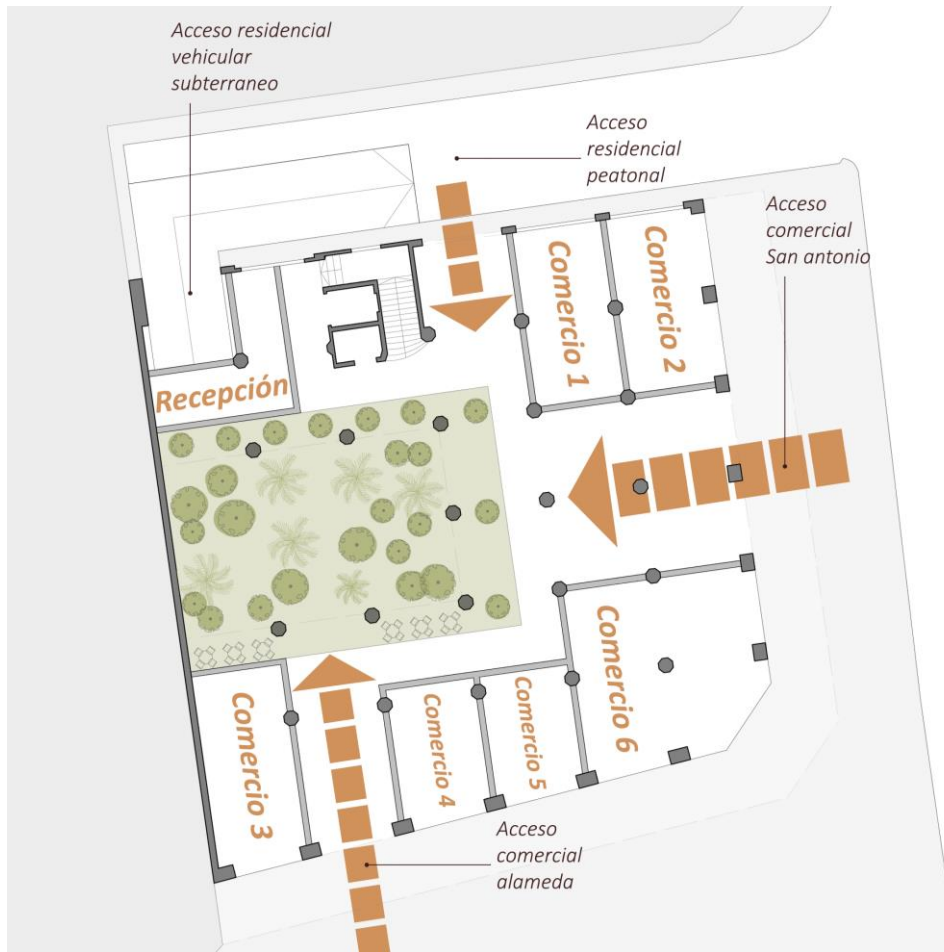 Acceso residencial
vehicular
subterraneo
Acceso
residencial
peatonal
Acceso
comercial
San antonio
Comercio 1
Comercio 2
Recepción
Comercio 3
Comercio 4
Comercio 5
Comercio 6
Acceso
comercial
alameda